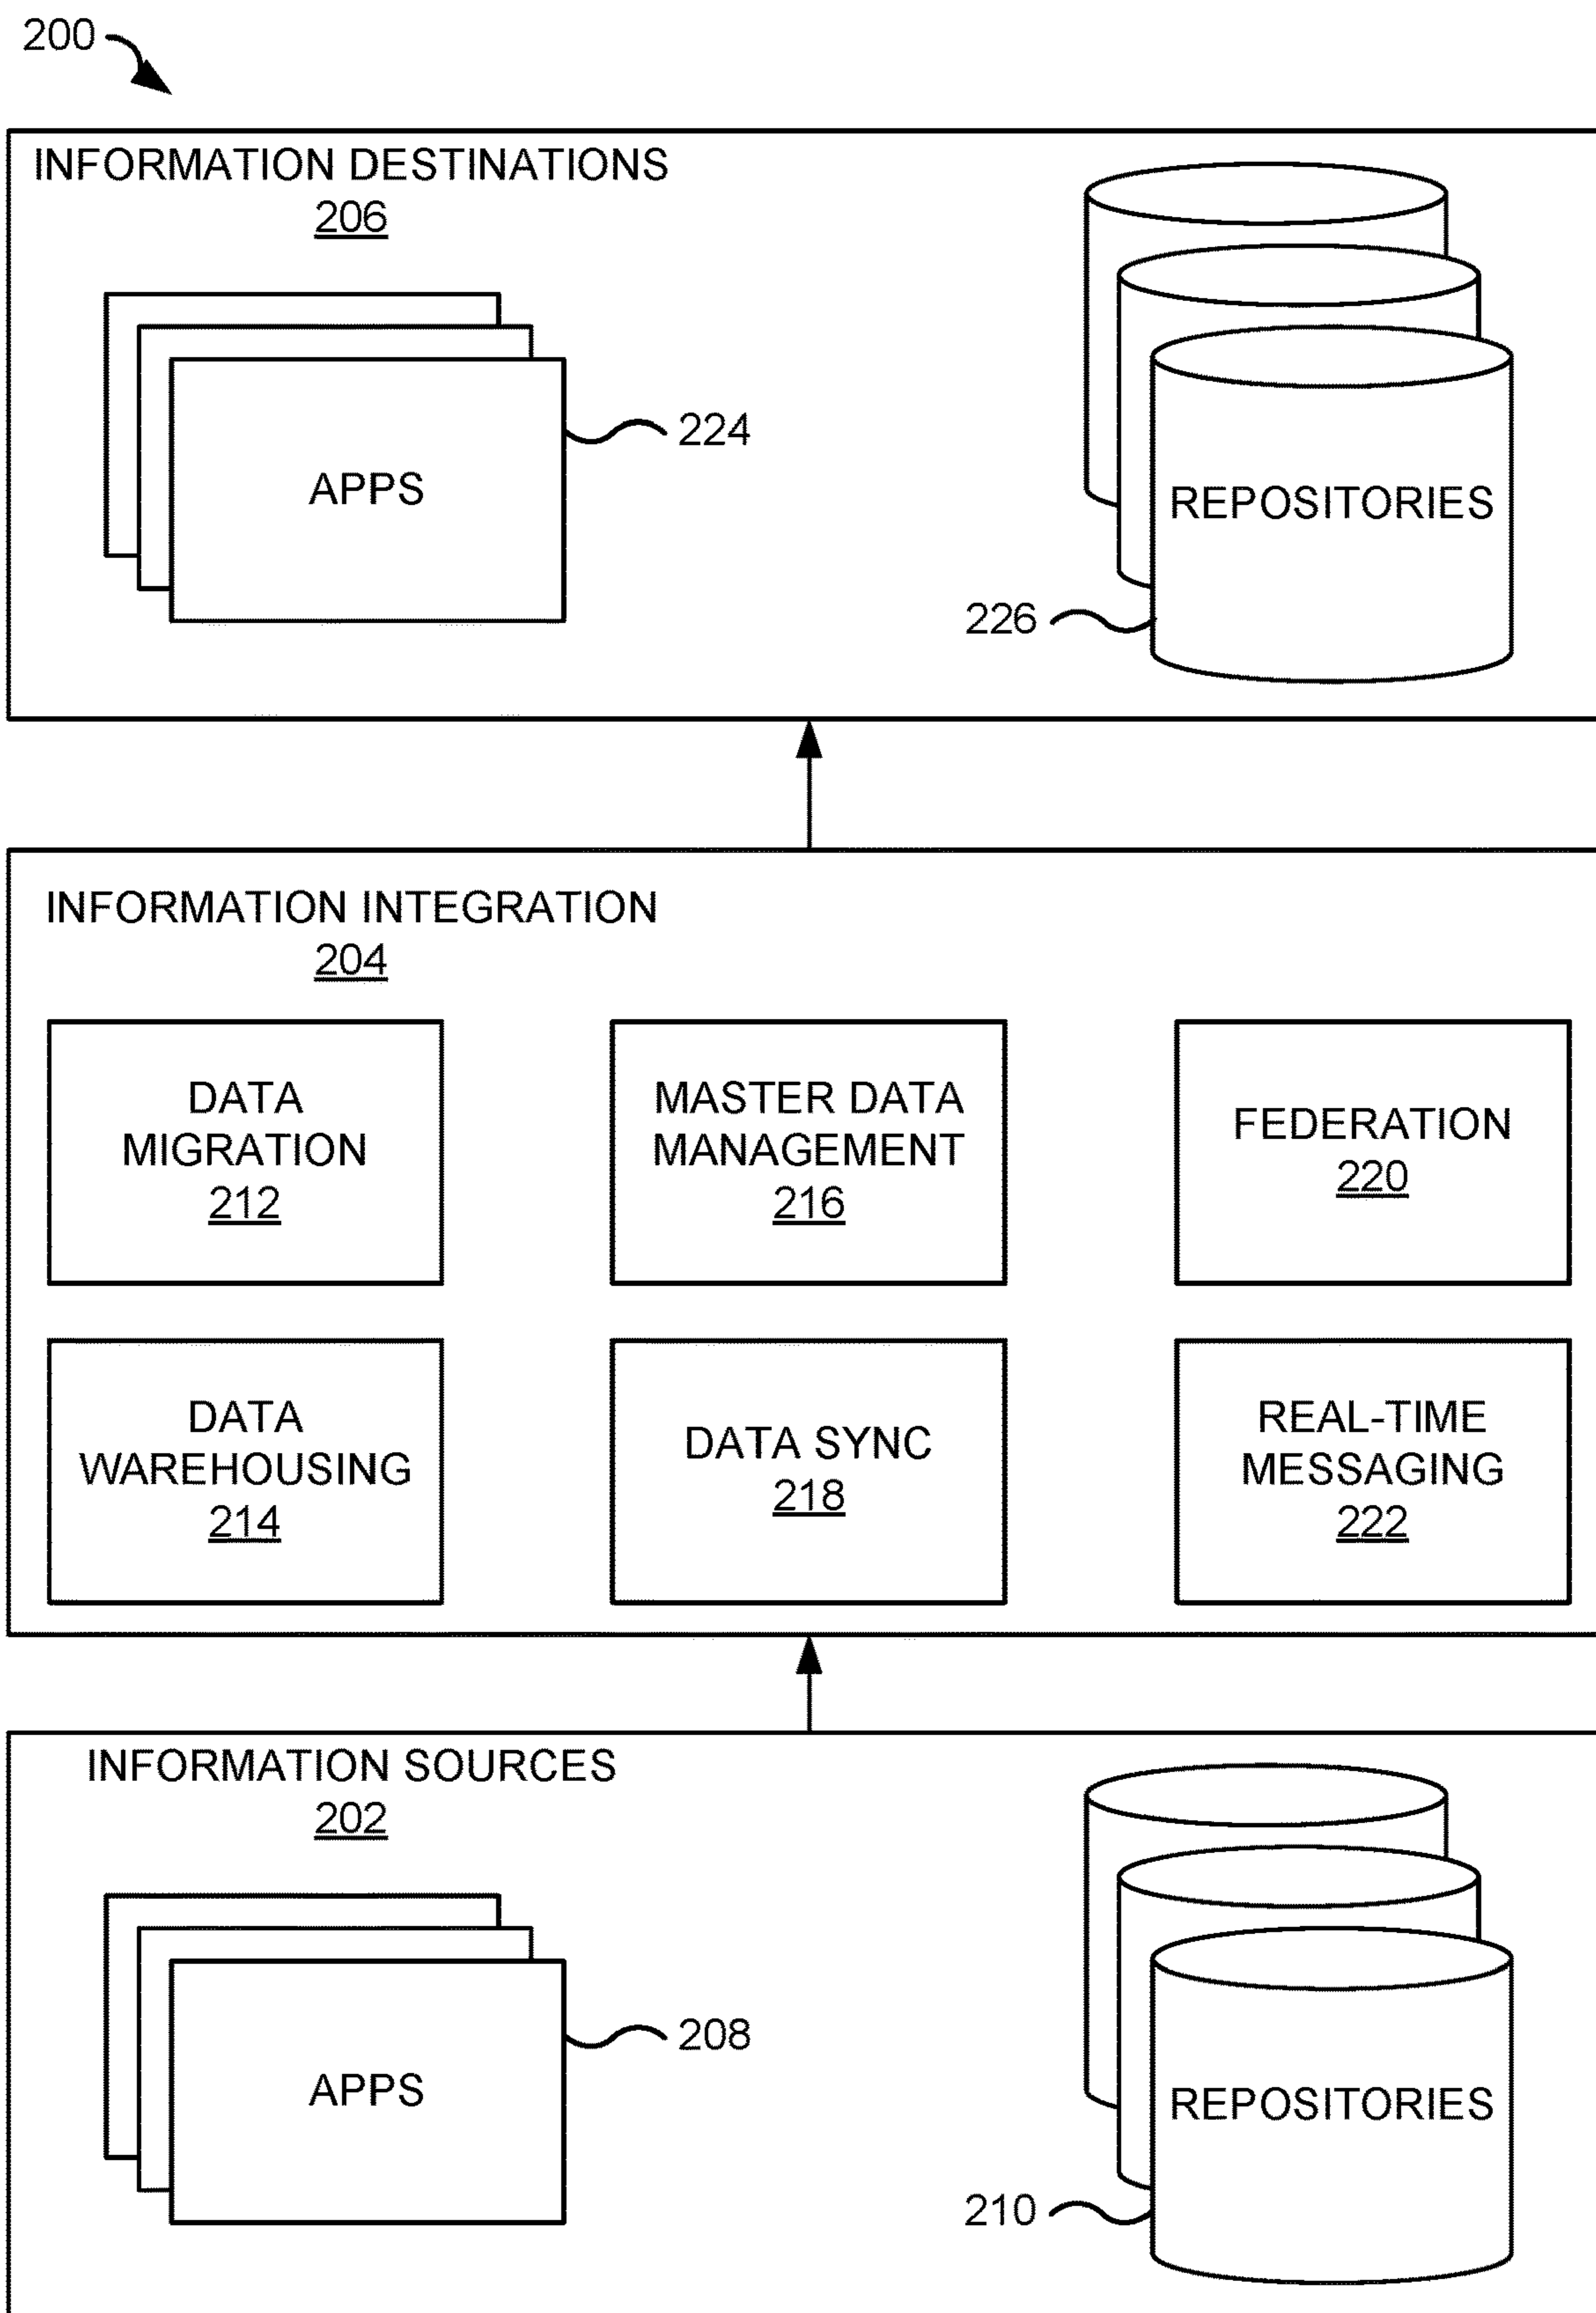 200
INFORMATION DESTINATIONS
206
224
APPS
REPOSITORIES
226
INFORMATION INTEGRATION
204
DATA
MIGRATION
212
MASTER DATA
MANAGEMENT
216
FEDERATION
220
DATA
WAREHOUSING
214
DATA SYNC
218
REAL-TIME
MESSAGING
222
INFORMATION SOURCES
202
208
APPS
REPOSITORIES
210